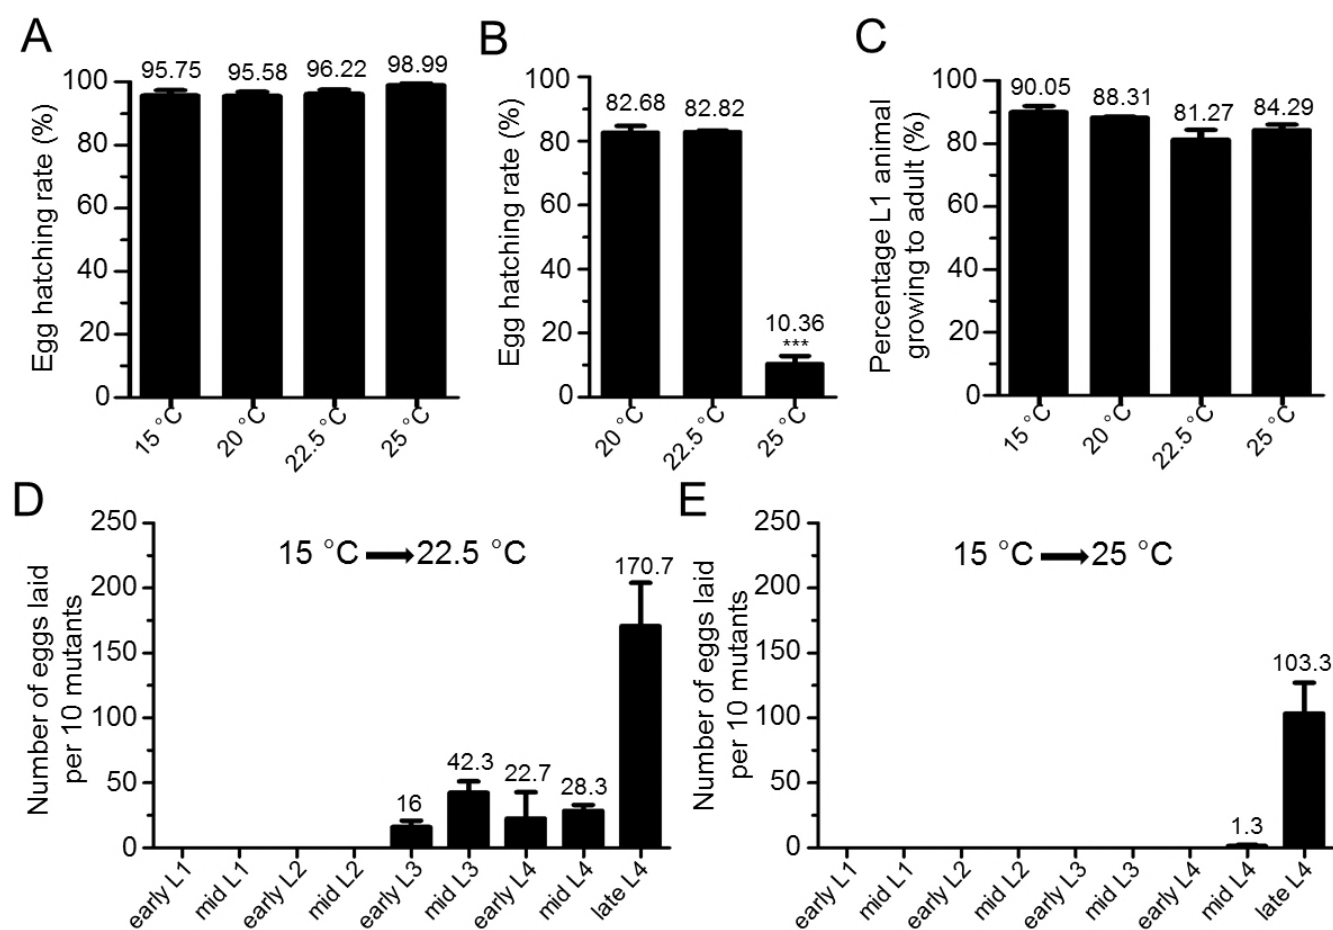 A
Egg hatching rate (%)
100
80
60
40
20
0
95.75
95.58
96.22
98.99
15 °C
20 °C
22.5 °C
25 °C
B
Egg hatching rate (%)
100
80
60
40
20
0
82.68
82.82
10.36
***
20 °C
22.5 °C
25 °C
C
Percentage L1 animal
growing to adult (%)
100
80
60
40
20
0
90.05
88.31
81.27
84.29
15 °C
20 °C
22.5 °C
25 °C
D
Number of eggs laid
per 10 mutants
250
200
150
100
50
0
15 °C → 22.5 °C
16
42.3
22.7
28.3
170.7
early L1
mid L1
early L2
mid L2
early L3
mid L3
early L4
mid L4
late L4
E
Number of eggs laid
per 10 mutants
250
200
150
100
50
0
15 °C → 25 °C
1.3
103.3
early L1
mid L1
early L2
mid L2
early L3
mid L3
early L4
mid L4
late L4